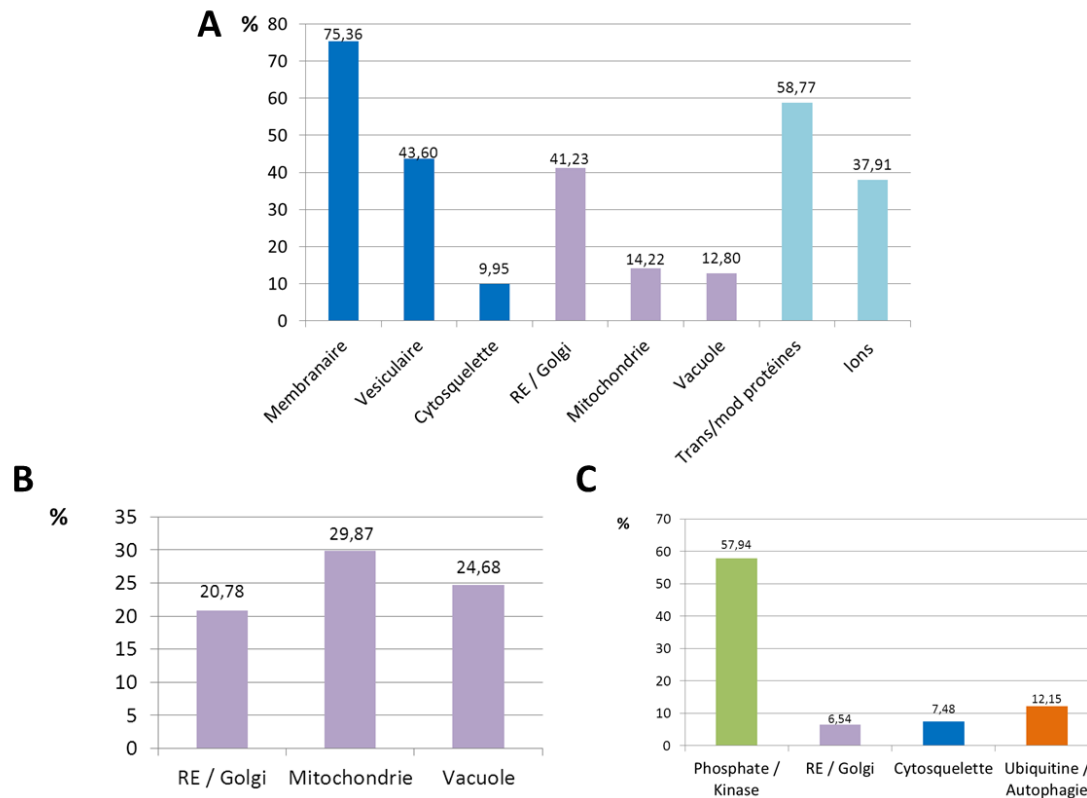 A
%
80
70
60
50
40
30
20
10
0
75,36
43,60
9,95
41,23
14,22
12,80
58,77
37,91
Membranaire
Vesiculaire
Cytosquelette
RE / Golgi
Mitochondrie
Vacuole
Trans/mod protéines
Ions
B
%
35
30
25
20
15
10
5
0
20,78
29,87
24,68
RE / Golgi
Mitochondrie
Vacuole
C
%
70
60
50
40
30
20
10
0
57,94
6,54
7,48
12,15
Phosphate /
Kinase
RE / Golgi
Cytosquelette
Ubiquitine /
Autophagie